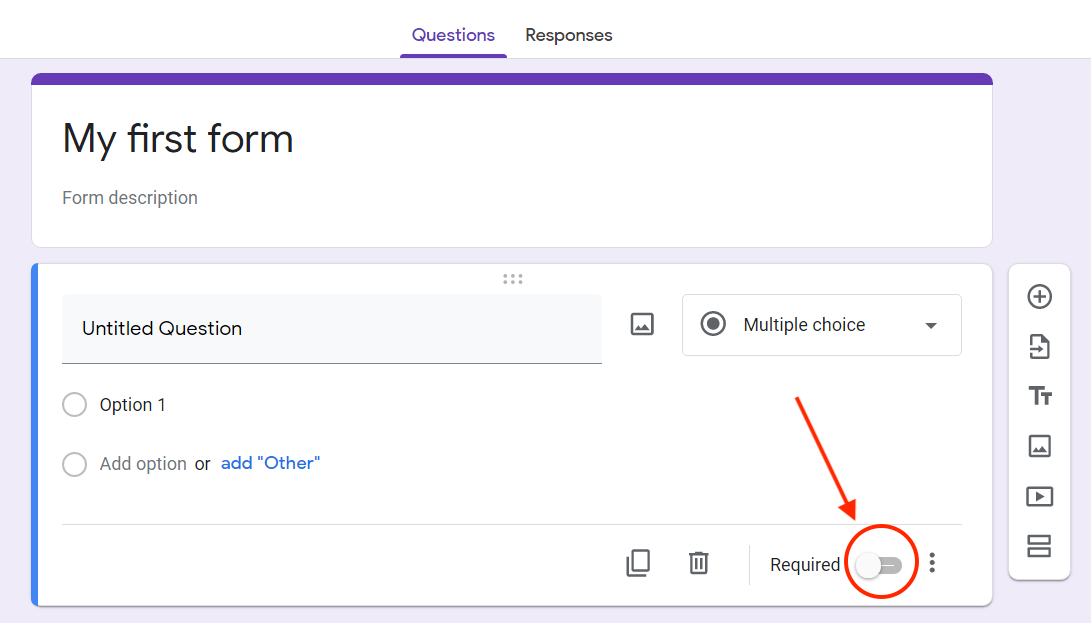 Questions Responses
My first form
Form description
Untitled Question
Multiple choice
Option 1
Add option or add "Other"
Required